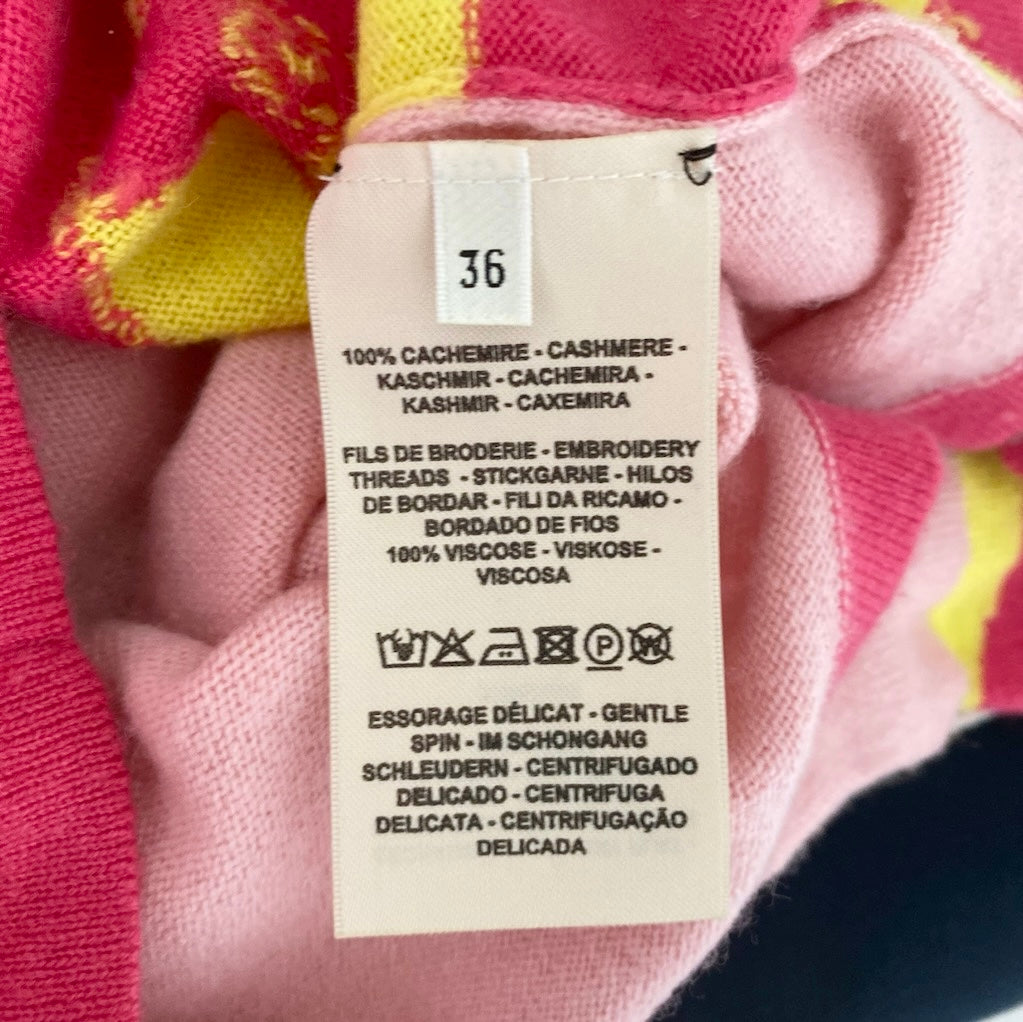 36
100% CACHEMIRE - CASHMERE -
KASCHMIR - CACHEMIRA -
KASHMIR - CAXEMIRA
FILS DE BRODERIE - EMBROIDERY
THREADS - STICKGARNE - HILOS
DE BORDAR - FILI DA RICAMO -
BORDADO DE FIOS
100% VISCOSE - VISKOSE -
VISCOSA
P W
ESSORAGE DÉLICAT - GENTLE
SPIN - IM SCHONGANG
SCHLEUDERN - CENTRIFUGADO
DELICADO - CENTRIFUGA
DELICATA - CENTRIFUGAÇÃO
DELICADA